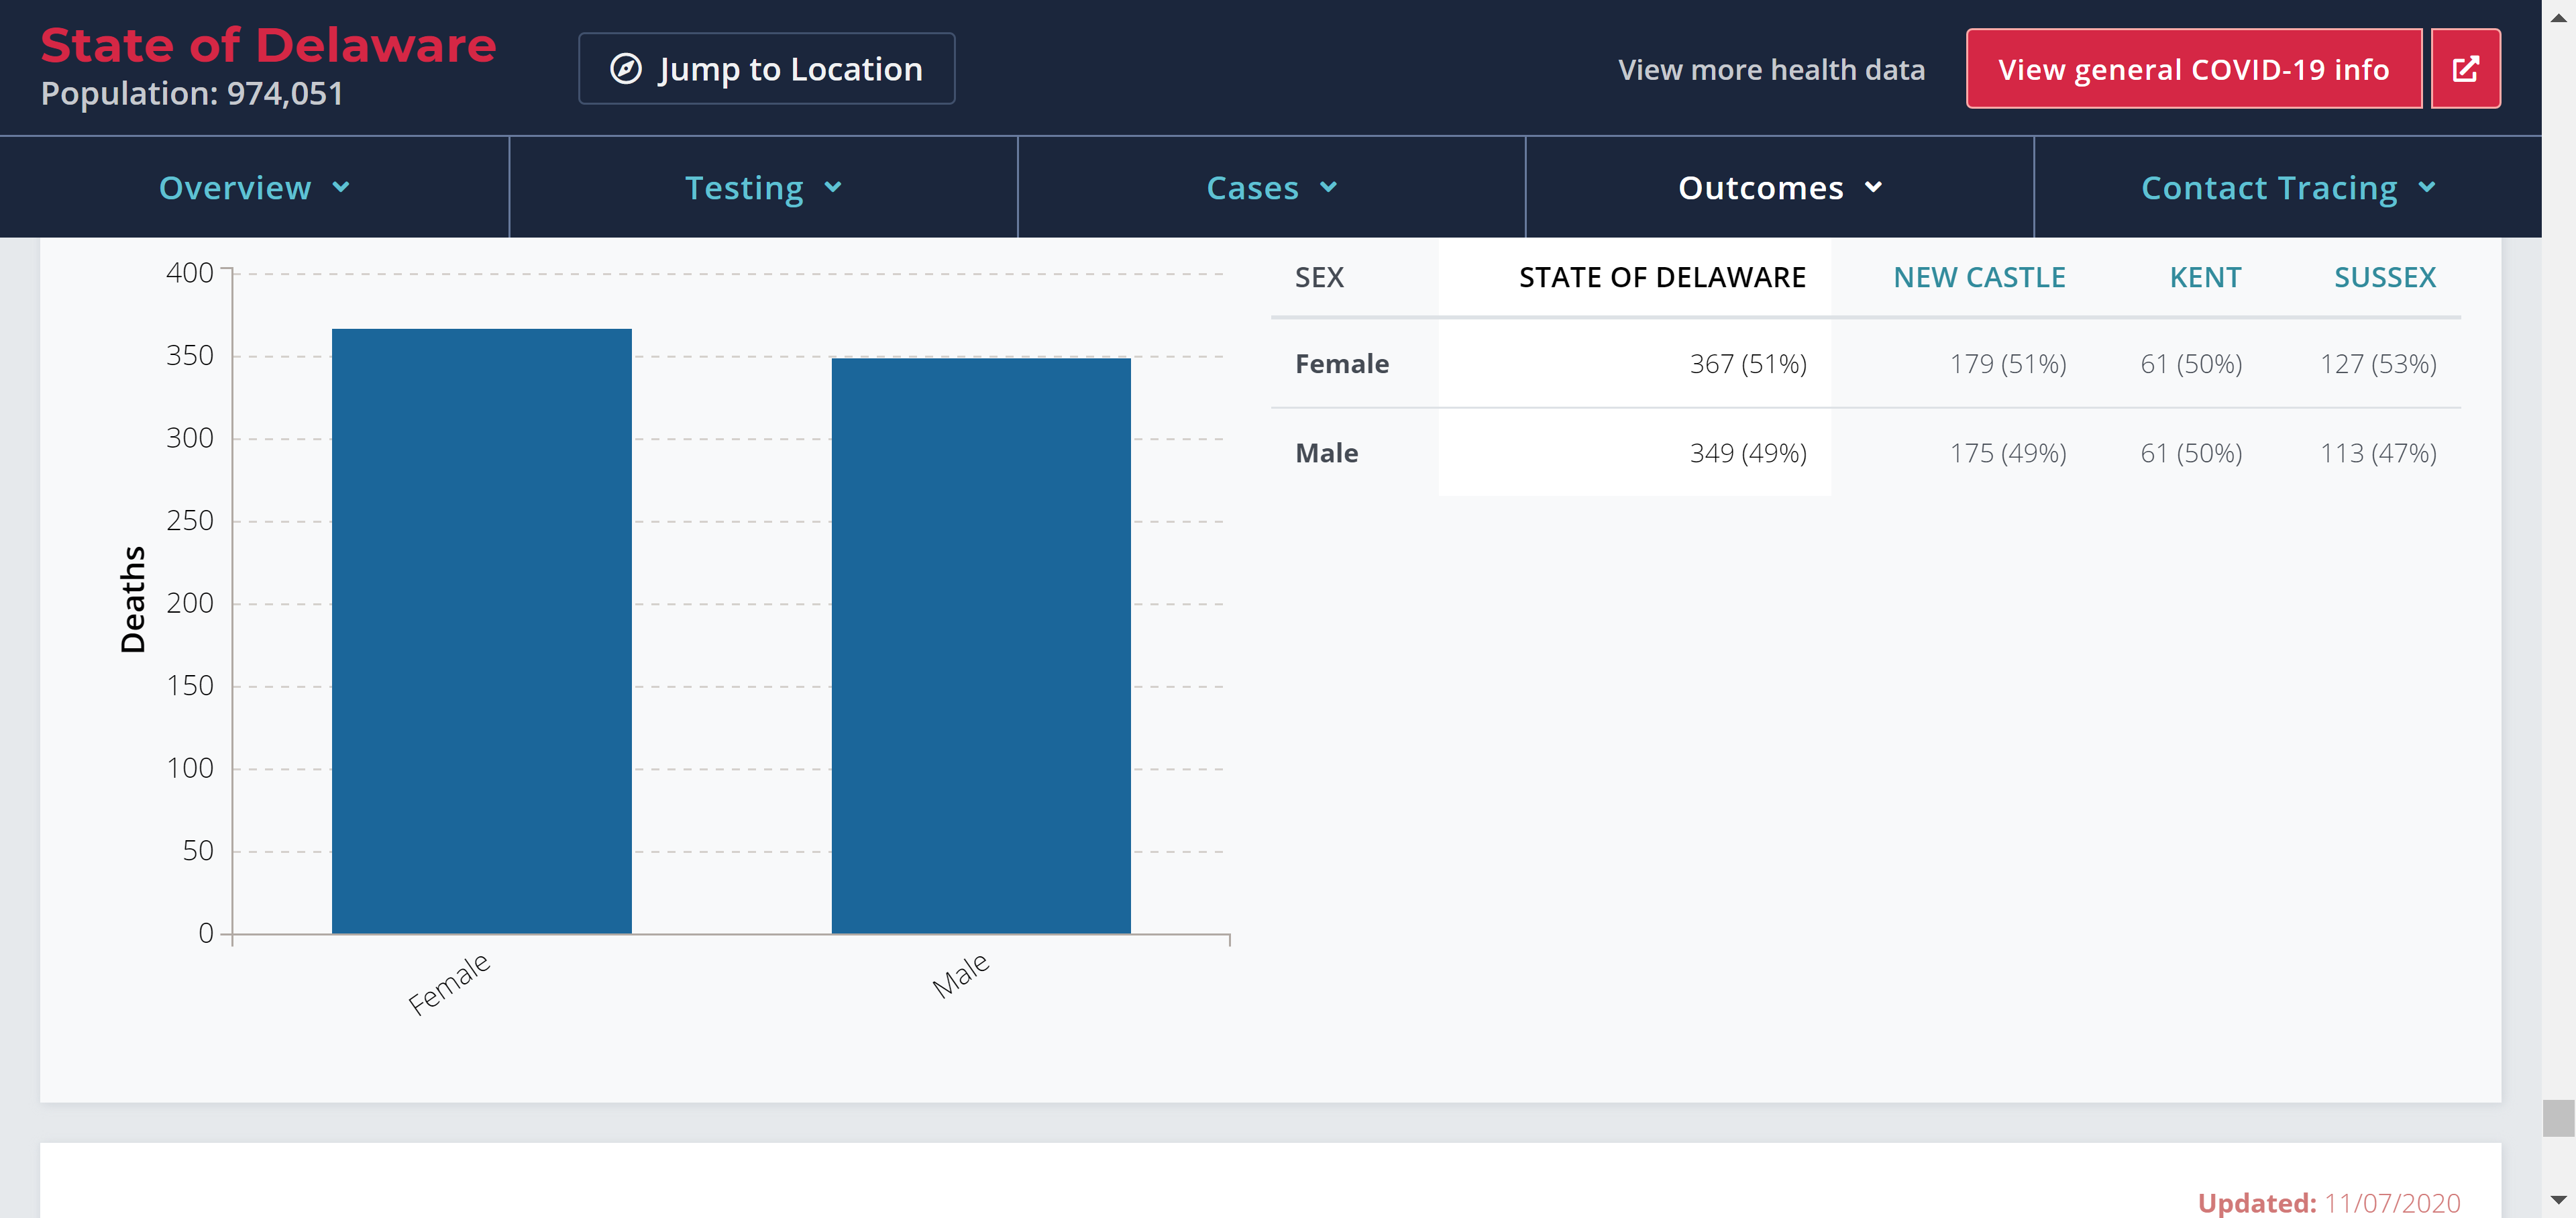 State of Delaware
Population: 974,051
Jump to Location
View more health data
View general COVID-19 info
Overview
Testing
Cases
Outcomes
Contact Tracing
400
350
300
250
200
150
100
50
0
Deaths
Female
Male
SEX STATE OF DELAWARE NEW CASTLE KENT SUSSEX
Female 367 (51%) 179 (51%) 61 (50%) 127 (53%)
Male 349 (49%) 175 (49%) 61 (50%) 113 (47%)
Updated: 11/07/2020